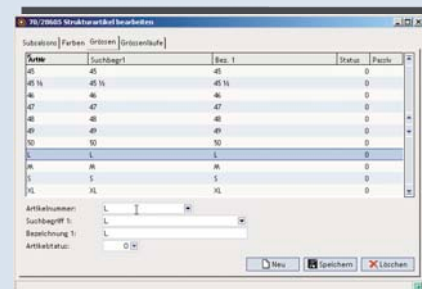 70/28685 Strukturartikel bearbeiten
Subsaisons Farben Grössen Grössenläufe
ArtNr Suchbegr1 Bez. 1 Status Passiv
45 45 45 0
45 ½ 45 ½ 45 ½ 0
46 46 46 0
47 47 47 0
48 48 48 0
49 49 49 0
50 50 50 0
L L L 0
M M M 0
S S S 0
XL XL XL 0
Artikelnummer: L
Suchbegriff 1: L
Bezeichnung 1: L
Artikelstatus: 0
Neu Speichern Löschen